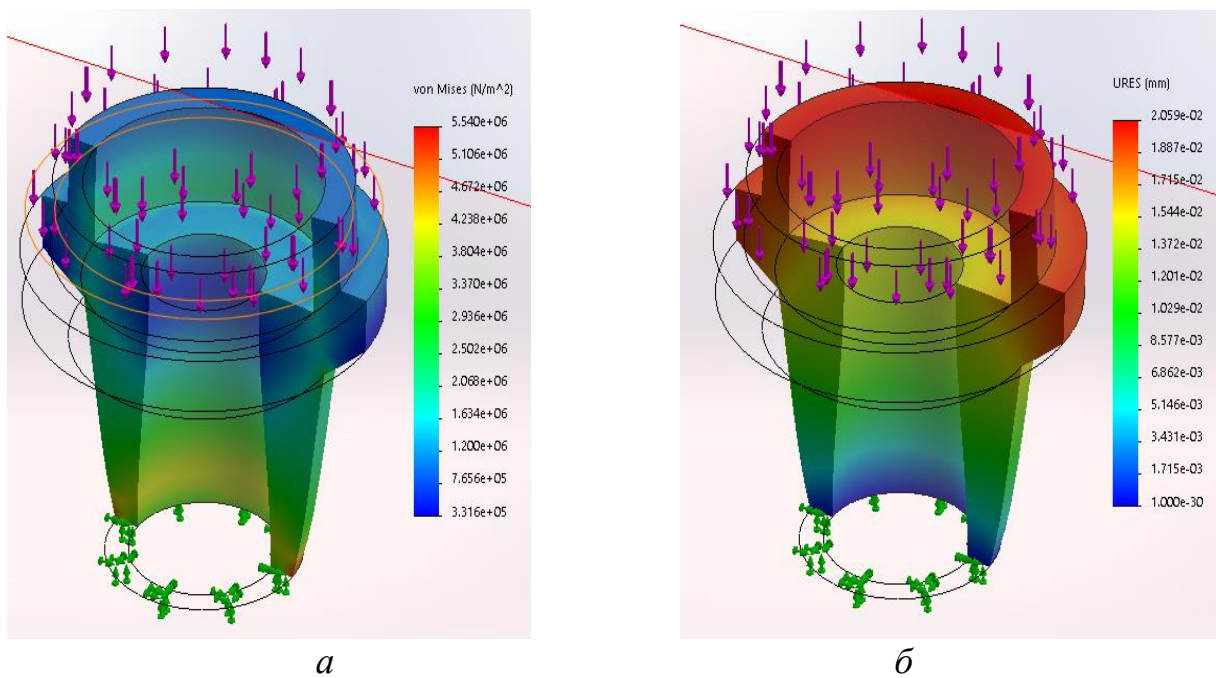 von Mises (N/m^2)
5.540e+06
5.106e+06
4.672e+06
4.238e+06
3.804e+06
3.370e+06
2.936e+06
2.502e+06
2.068e+06
1.634e+06
1.200e+06
7.656e+05
3.316e+05
URES (mm)
2.059e-02
1.887e-02
1.715e-02
1.544e-02
1.372e-02
1.201e-02
1.029e-02
8.577e-03
6.862e-03
5.146e-03
3.431e-03
1.715e-03
1.000e-30
а
б